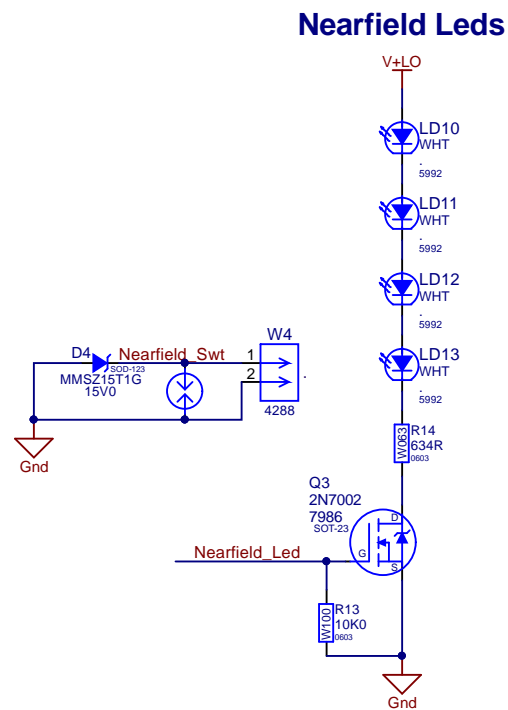 Nearfield Leds
V+LO
LD10
WHT
.
5992
LD11
WHT
.
5992
LD12
WHT
.
5992
LD13
WHT
.
5992
W063
R14
634R
0603
D4
SOD-123
MMSZ15T1G
15V0
Nearfield_Swt
W4
1
2
.
4288
Gnd
Q3
2N7002
7986
SOT-23
D
G
S
Nearfield_Led
W100
R13
10K0
0603
Gnd